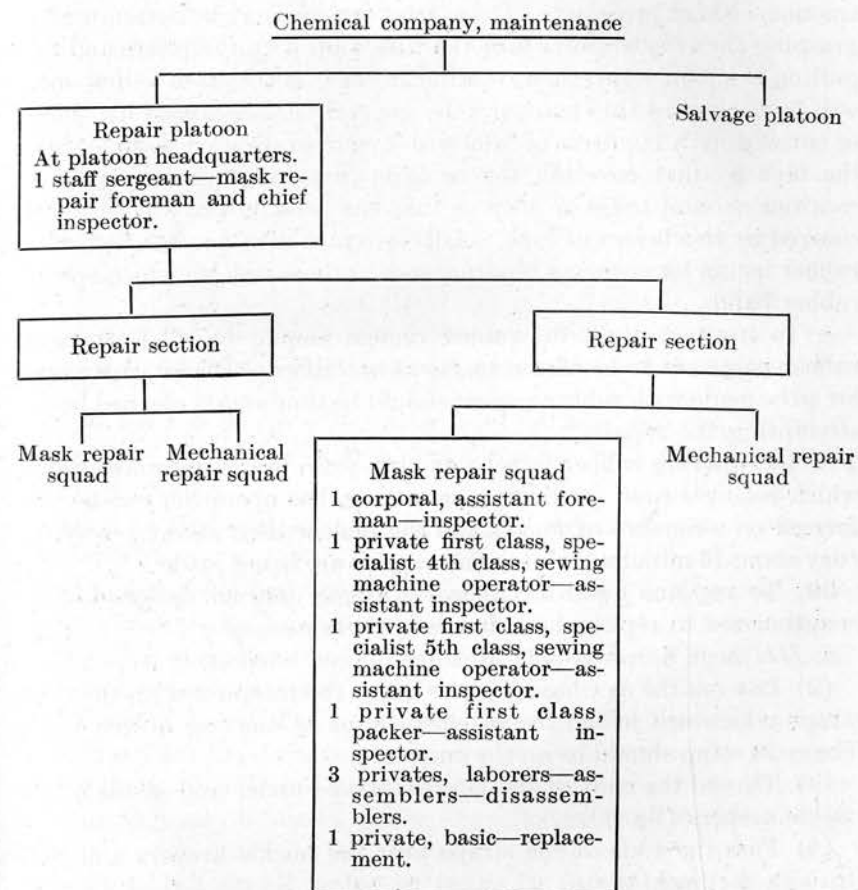 Chemical company, maintenance
Repair platoon
At platoon headquarters.
1 staff sergeant—mask re-
pair foreman and chief
inspector.
Salvage platoon
Repair section
Repair section
Mask repair
squad
Mechanical
repair squad
Mask repair squad
1 corporal, assistant fore-
man—inspector.
1 private first class, spe-
cialist 4th class, sewing
machine operator—as-
sistant inspector.
1 private first class, spe-
cialist 5th class, sewing
machine operator—as-
sistant inspector.
1 private first class,
packer—assistant in-
spector.
3 privates, laborers—as-
semblers—disassem-
blers.
1 private, basic—replace-
ment.
Mechanical repair
squad